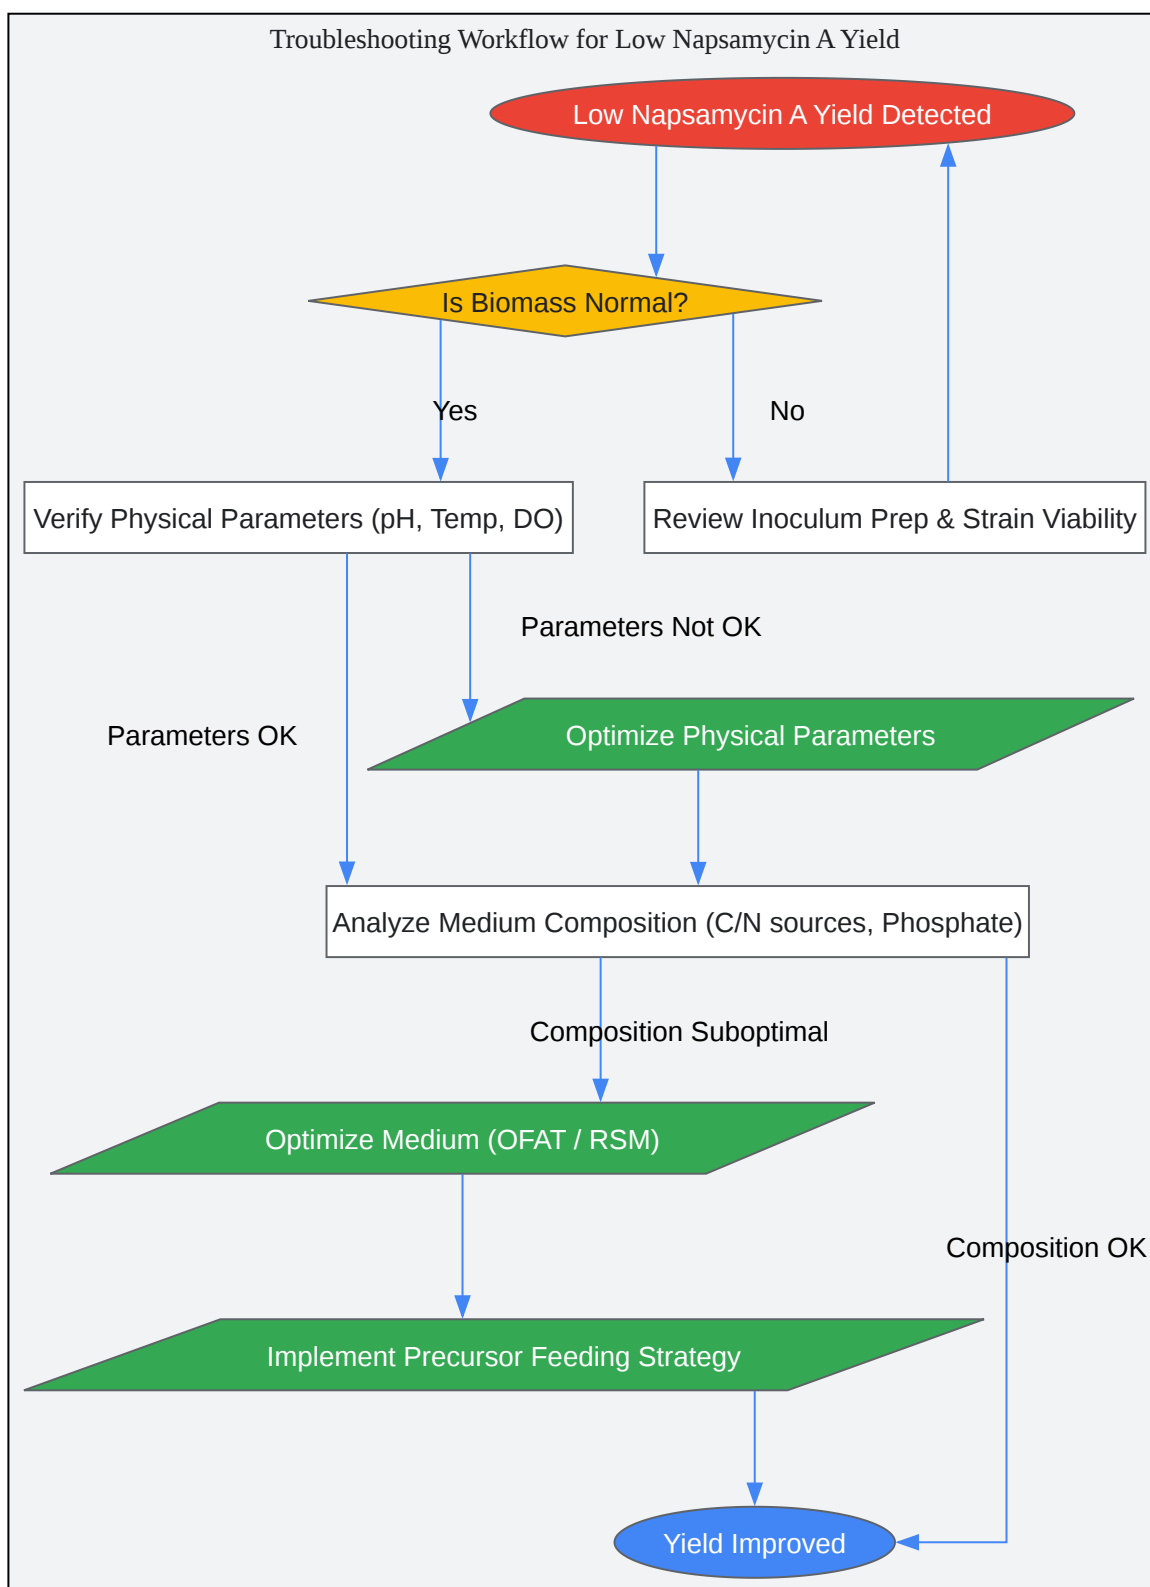 Troubleshooting Workflow for Low Napsamycin A Yield
Low Napsamycin A Yield Detected
Is Biomass Normal?
Yes
No
Verify Physical Parameters (pH, Temp, DO)
Review Inoculum Prep & Strain Viability
Parameters Not OK
Parameters OK
Optimize Physical Parameters
Analyze Medium Composition (C/N sources, Phosphate)
Composition Suboptimal
Optimize Medium (OFAT / RSM)
Composition OK
Implement Precursor Feeding Strategy
Yield Improved